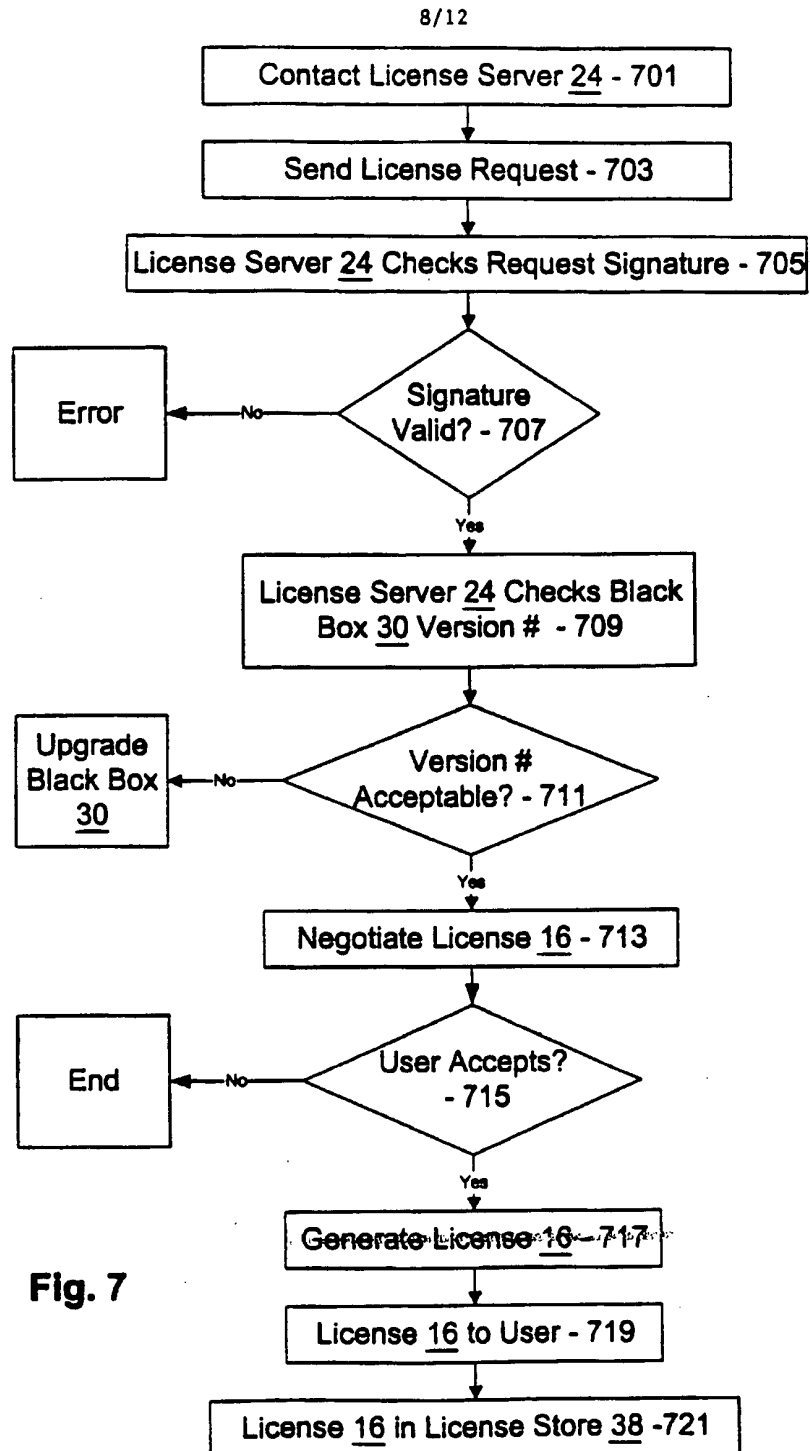 8/12
Contact License Server 24 - 701
Send License Request - 703
License Server 24 Checks Request Signature - 705
Signature
Valid? - 707
No
Error
Yes
License Server 24 Checks Black
Box 30 Version # - 709
Version #
Acceptable? - 711
No
Upgrade
Black Box
30
Yes
Negotiate License 16 - 713
User Accepts?
- 715
No
End
Yes
Generate License 16 - 717
Fig. 7
License 16 to User - 719
License 16 in License Store 38 -721